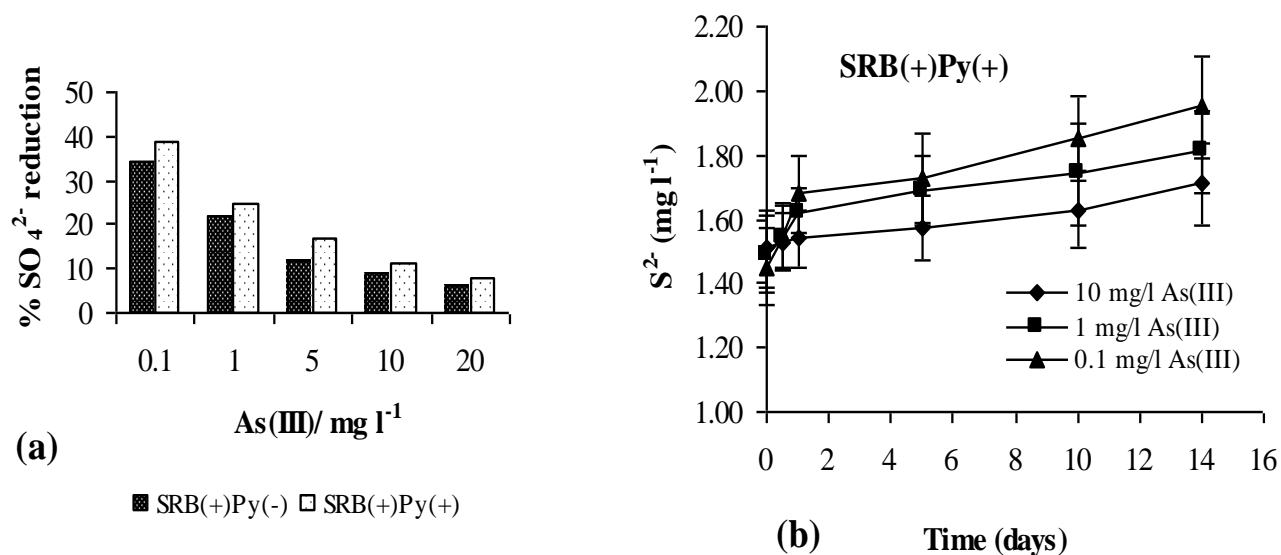 % SO₄²⁻ reduction
50
40
30
20
10
0
0.1 1 5 10 20
As(III)/ mg l⁻¹
(a)
SRB(+)Py(-) SRB(+)Py(+)
SRB(+)Py(+)
S²⁻ (mg l⁻¹)
2.20
2.00
1.80
1.60
1.40
1.20
1.00
10 mg/l As(III)
1 mg/l As(III)
0.1 mg/l As(III)
0 2 4 6 8 10 12 14 16
(b) Time (days)